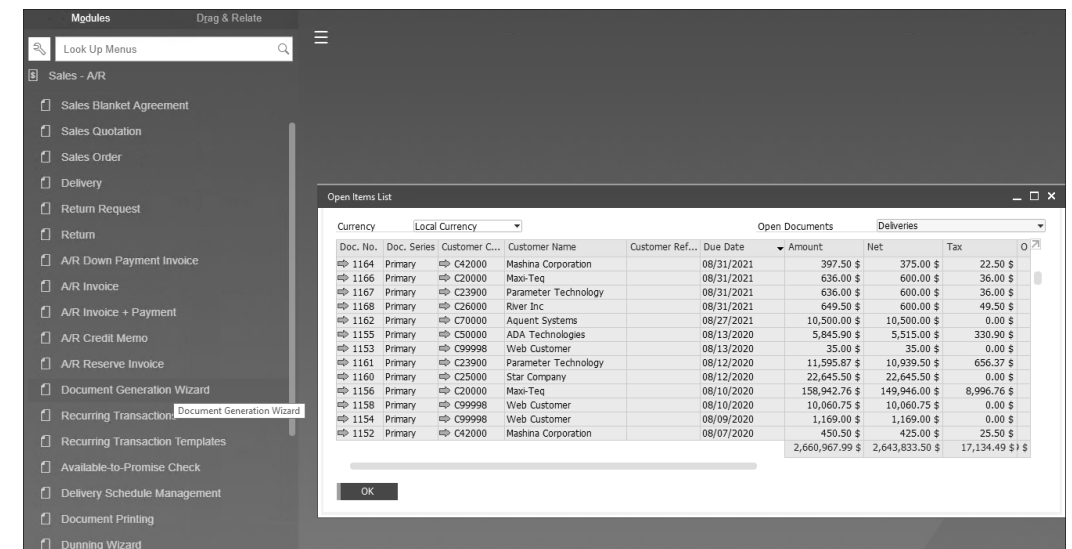 Modules Drag & Relate
Look Up Menus
Sales - A/R
Sales Blanket Agreement
Sales Quotation
Sales Order
Delivery
Return Request
Return
A/R Down Payment Invoice
A/R Invoice
A/R Invoice + Payment
A/R Credit Memo
A/R Reserve Invoice
Document Generation Wizard
Recurring Transactions
Document Generation Wizard
Recurring Transaction Templates
Available-to-Promise Check
Delivery Schedule Management
Document Printing
Dunning Wizard
Open Items List
Currency Local Currency Open Documents Deliveries
Doc. No. Doc. Series Customer C... Customer Name Customer Ref... Due Date Amount Net Tax O
1164 Primary C42000 Mashina Corporation 08/31/2021 397.50 $ 375.00 $ 22.50 $
1166 Primary C20000 Maxi-Teq 08/31/2021 636.00 $ 600.00 $ 36.00 $
1167 Primary C23900 Parameter Technology 08/31/2021 636.00 $ 600.00 $ 36.00 $
1168 Primary C26000 River Inc 08/31/2021 649.50 $ 600.00 $ 49.50 $
1162 Primary C70000 Aquent Systems 08/27/2021 10,500.00 $ 10,500.00 $ 0.00 $
1155 Primary C50000 ADA Technologies 08/13/2020 5,845.90 $ 5,515.00 $ 330.90 $
1153 Primary C99998 Web Customer 08/13/2020 35.00 $ 35.00 $ 0.00 $
1161 Primary C23900 Parameter Technology 08/12/2020 11,595.87 $ 10,939.50 $ 656.37 $
1160 Primary C25000 Star Company 08/12/2020 22,645.50 $ 22,645.50 $ 0.00 $
1156 Primary C20000 Maxi-Teq 08/10/2020 158,942.76 $ 149,946.00 $ 8,996.76 $
1158 Primary C99998 Web Customer 08/10/2020 10,060.75 $ 10,060.75 $ 0.00 $
1154 Primary C99998 Web Customer 08/09/2020 1,169.00 $ 1,169.00 $ 0.00 $
1152 Primary C42000 Mashina Corporation 08/07/2020 450.50 $ 425.00 $ 25.50 $
2,660,967.99 $ 2,643,833.50 $ 17,134.49 $ $
OK